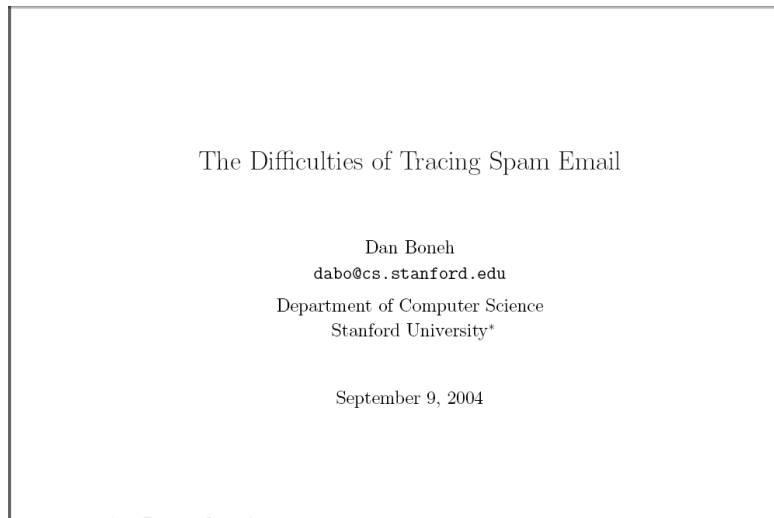 The Difficulties of Tracing Spam Email
Dan Boneh
dabo@cs.stanford.edu
Department of Computer Science
Stanford University*
September 9, 2004